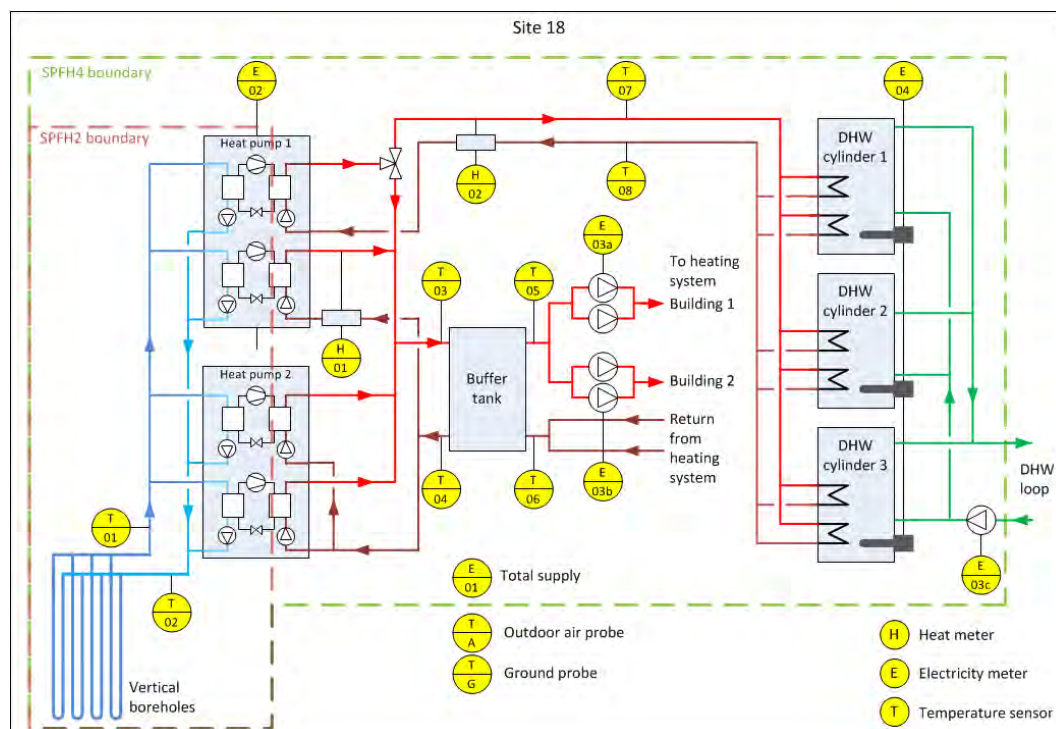 Site 18
SPFH4 boundary
E
02
T
07
E
04
SPFH2 boundary
Heat pump 1
H
02
T
08
DHW
cylinder 1
E
03a
To heating
system
Building 1
T
03
T
05
H
01
DHW
cylinder 2
Heat pump 2
Buffer
tank
Building 2
Return
from
heating
system
T
04
T
06
E
03b
DHW
cylinder 3
DHW
loop
T
01
T
02
E
03c
E
01
Total supply
T
A
Outdoor air probe
T
G
Ground probe
Vertical
boreholes
H
Heat meter
E
Electricity meter
T
Temperature sensor